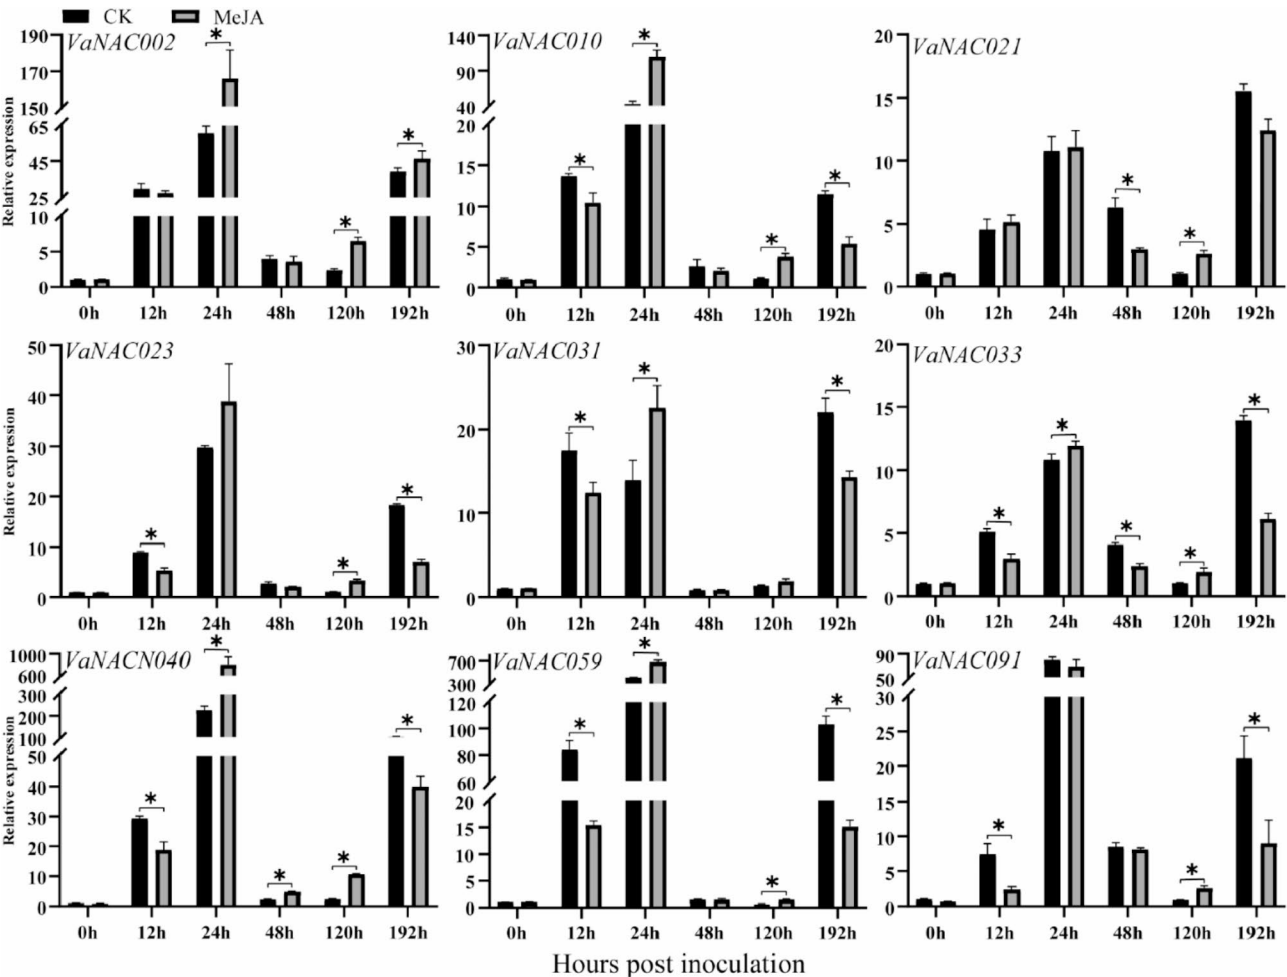 CK MeJA
VaNAC002
190
170
150
65
45
25
10
5
0
Relative expression
* * *
0h 12h 24h 48h 120h 192h
VaNAC010
140
90
40
20
15
10
5
0
* * * *
0h 12h 24h 48h 120h 192h
VaNAC021
20
15
10
5
0
* *
0h 12h 24h 48h 120h 192h
VaNAC023
50
40
30
20
10
0
Relative expression
* * *
0h 12h 24h 48h 120h 192h
VaNAC031
30
20
10
0
* * *
0h 12h 24h 48h 120h 192h
VaNAC033
20
15
10
5
0
* * * * *
0h 12h 24h 48h 120h 192h
VaNACN040
1000
600
300
200
100
50
40
30
20
10
0
Relative expression
* * * * *
0h 12h 24h 48h 120h 192h
VaNAC059
700
300
120
100
80
60
20
15
10
5
0
* * * *
0h 12h 24h 48h 120h 192h
VaNAC091
90
50
30
25
20
15
10
5
0
* * *
0h 12h 24h 48h 120h 192h
Hours post inoculation